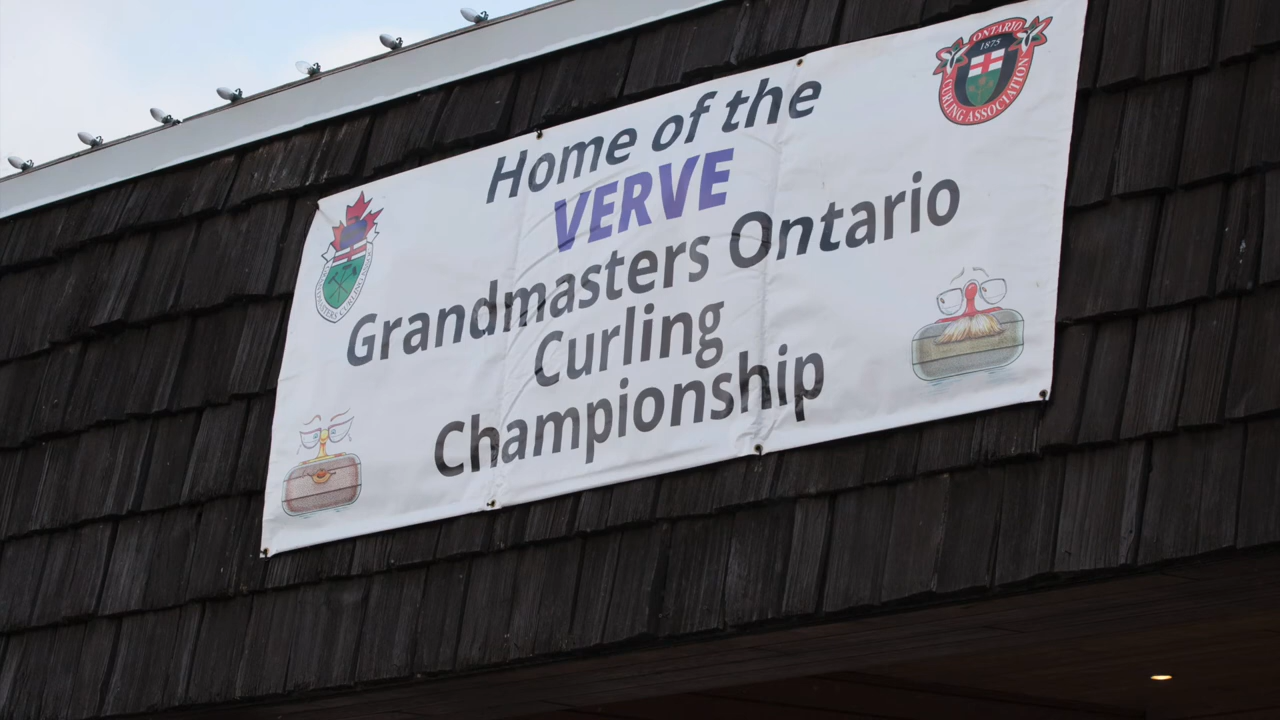 Home of the
VERVE
Grandmasters Ontario
Curling
Championship
ONTARIO
1875
CURLING ASSOCIATION